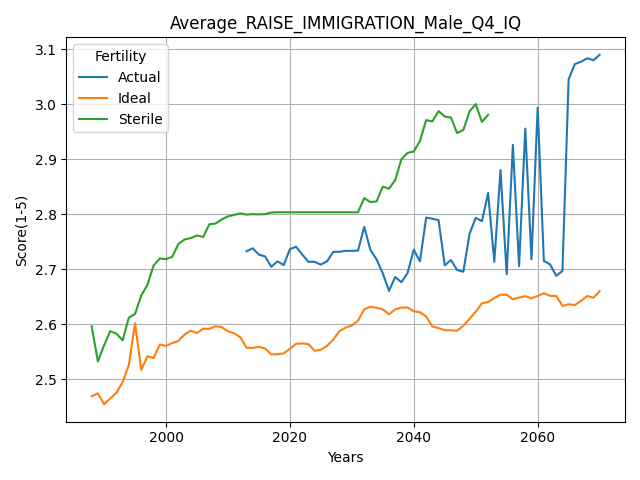 Average_RAISE_IMMIGRATION_Male_Q4_IQ
Fertility
Actual
Ideal
Sterile
Score(1-5)
3.1
3.0
2.9
2.8
2.7
2.6
2.5
2000
2020
2040
2060
Years